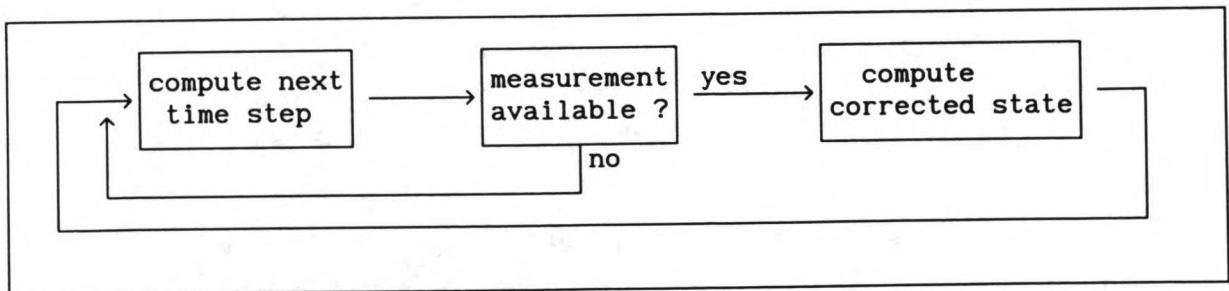 compute next
time step
measurement
available ?
yes
compute
corrected state
no